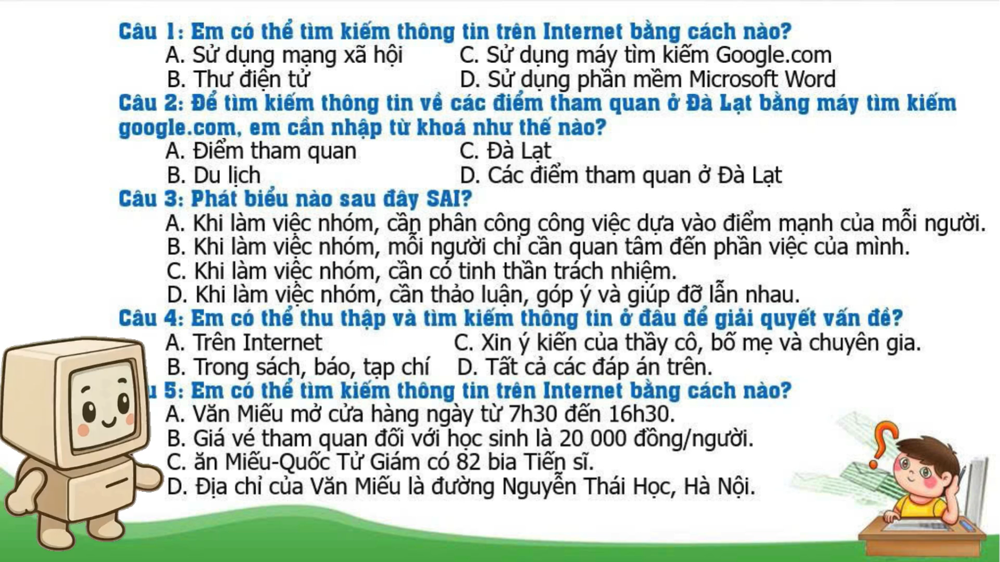 Câu 1: Em có thể tìm kiếm thông tin trên Internet bằng cách nào?
A. Sử dụng mạng xã hội C. Sử dụng máy tìm kiếm Google.com
B. Thư điện tử D. Sử dụng phần mềm Microsoft Word
Câu 2: Để tìm kiếm thông tin về các điểm tham quan ở Đà Lạt bằng máy tìm kiếm
google.com, em cần nhập từ khoá như thế nào?
A. Điểm tham quan C. Đà Lạt
B. Du lịch D. Các điểm tham quan ở Đà Lạt
Câu 3: Phát biểu nào sau đây SAI?
A. Khi làm việc nhóm, cần phân công công việc dựa vào điểm mạnh của mỗi người.
B. Khi làm việc nhóm, mỗi người chỉ cần quan tâm đến phần việc của mình.
C. Khi làm việc nhóm, cần có tinh thần trách nhiệm.
D. Khi làm việc nhóm, cần thảo luận, góp ý và giúp đỡ lẫn nhau.
Câu 4: Em có thể thu thập và tìm kiếm thông tin ở đâu để giải quyết vấn đề?
A. Trên Internet C. Xin ý kiến của thầy cô, bố mẹ và chuyên gia.
B. Trong sách, báo, tạp chí D. Tất cả các đáp án trên.
u 5: Em có thể tìm kiếm thông tin trên Internet bằng cách nào?
A. Văn Miếu mở cửa hàng ngày từ 7h30 đến 16h30.
B. Giá vé tham quan đối với học sinh là 20 000 đồng/người.
C. ăn Miếu-Quốc Tử Giám có 82 bia Tiến sĩ.
D. Địa chỉ của Văn Miếu là đường Nguyễn Thái Học, Hà Nội.